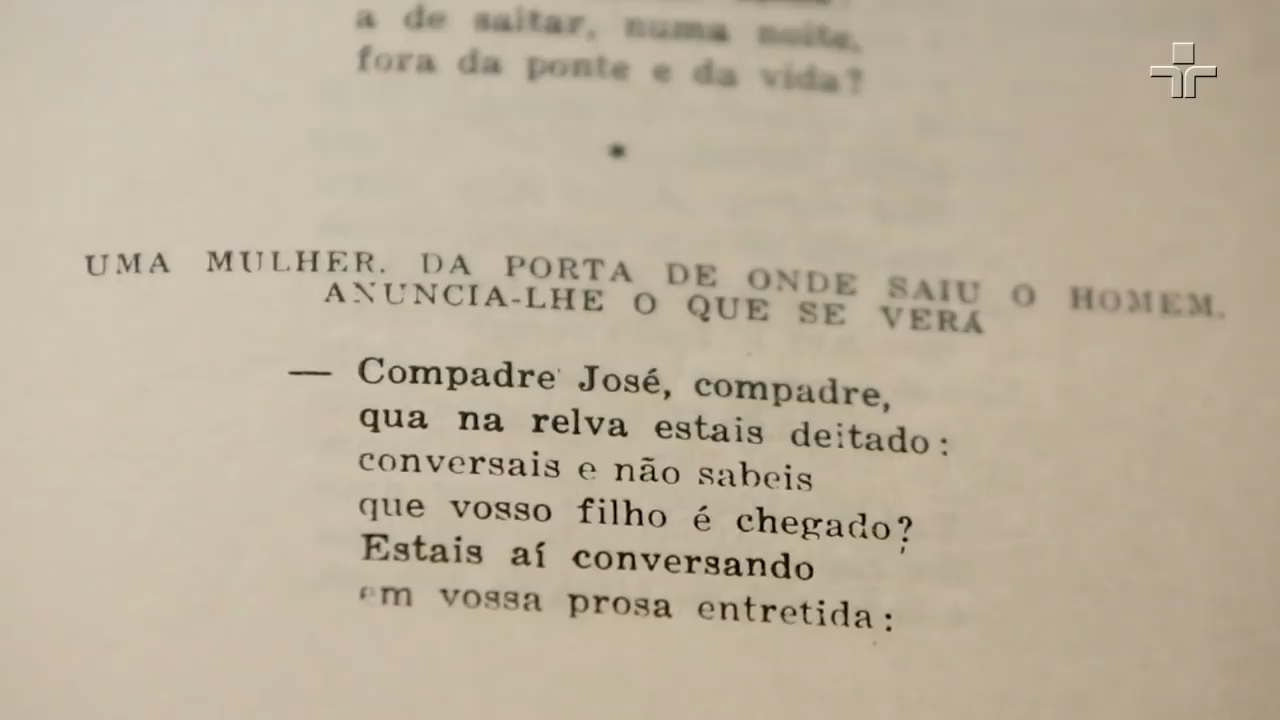 a de saltar, numa noite,
fora da ponte e da vida?
*
UMA MULHER, DA PORTA DE ONDE SAIU O HOMEM,
ANUNCIA-LHE O QUE SE VERÁ
— Compadre José, compadre,
qua na relva estais deitado:
conversais e não sabeis
que vosso filho é chegado?
Estais aí conversando
em vossa prosa entretida: